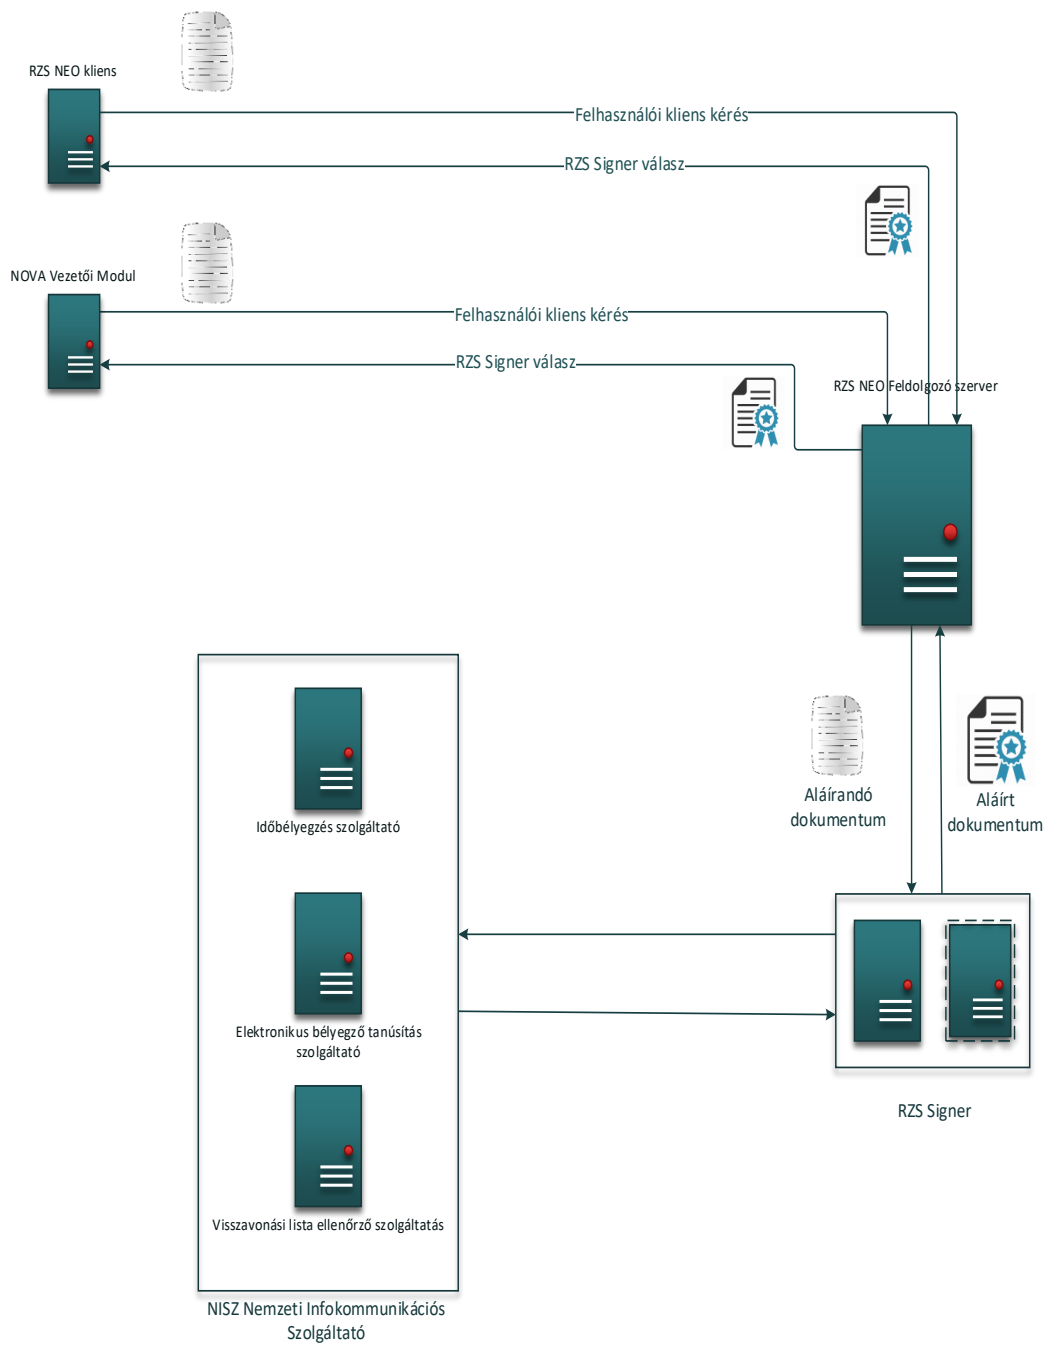 RZS NEO kliens
Felhasználói kliens kérés
RZS Signer válasz
NOVA Vezetői Modul
Felhasználói kliens kérés
RZS Signer válasz
RZS NEO Feldolgozó szerver
Aláírandó
dokumentum
Aláírt
dokumentum
Időbélyegzés szolgáltató
Elektronikus bélyegző tanúsítás
szolgáltató
RZS Signer
Visszavonási lista ellenőrző szolgáltatás
NISZ Nemzeti Infokommunikációs
Szolgáltató